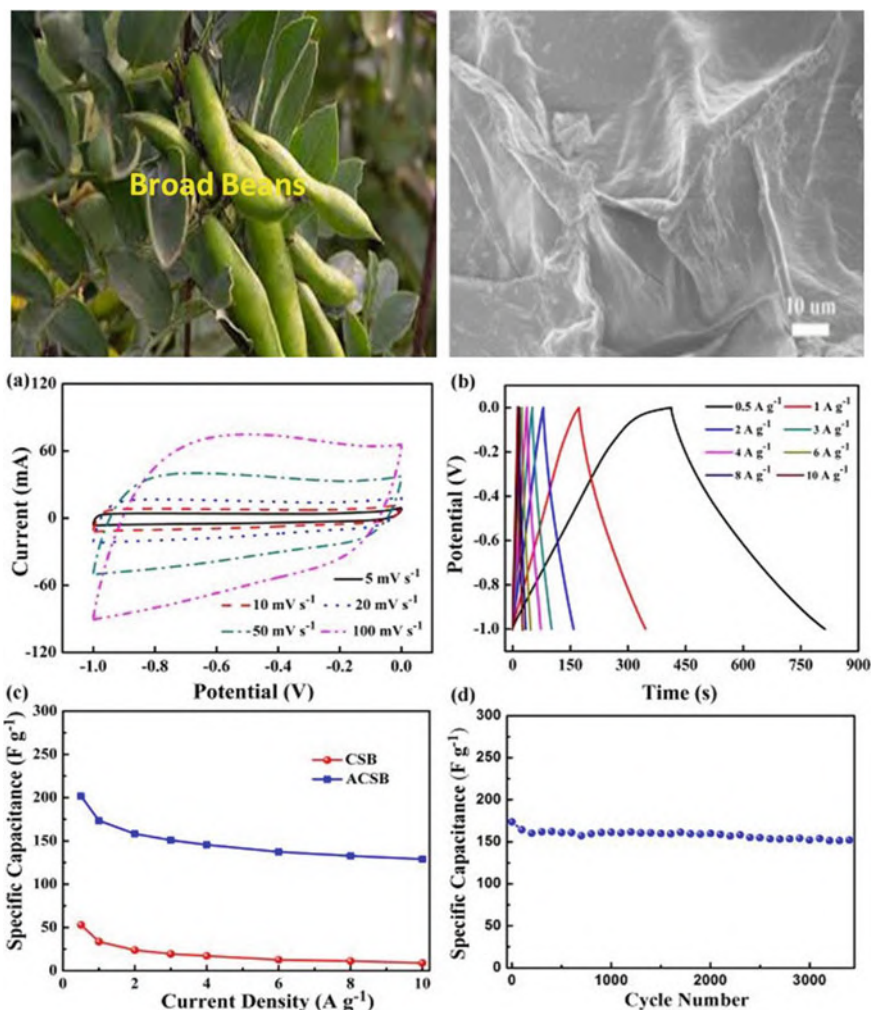 Broad Beans
10 um
(a)
120
60
0
-60
-120
Current (mA)
5 mV s⁻¹
10 mV s⁻¹
20 mV s⁻¹
50 mV s⁻¹
100 mV s⁻¹
-1.0 -0.8 -0.6 -0.4 -0.2 0.0
Potential (V)
(b)
0.0
-0.4
-0.8
-1.0
Potential (V)
0.5 A g⁻¹ 1 A g⁻¹
2 A g⁻¹ 3 A g⁻¹
4 A g⁻¹ 6 A g⁻¹
8 A g⁻¹ 10 A g⁻¹
0 150 300 450 600 750 900
Time (s)
(c)
300
250
200
150
100
50
0
Specific Capacitance (F g⁻¹)
CSB
ACSB
0 2 4 6 8 10
Current Density (A g⁻¹)
(d)
300
250
200
150
100
50
0
Specific Capacitance (F g⁻¹)
0 1000 2000 3000
Cycle Number